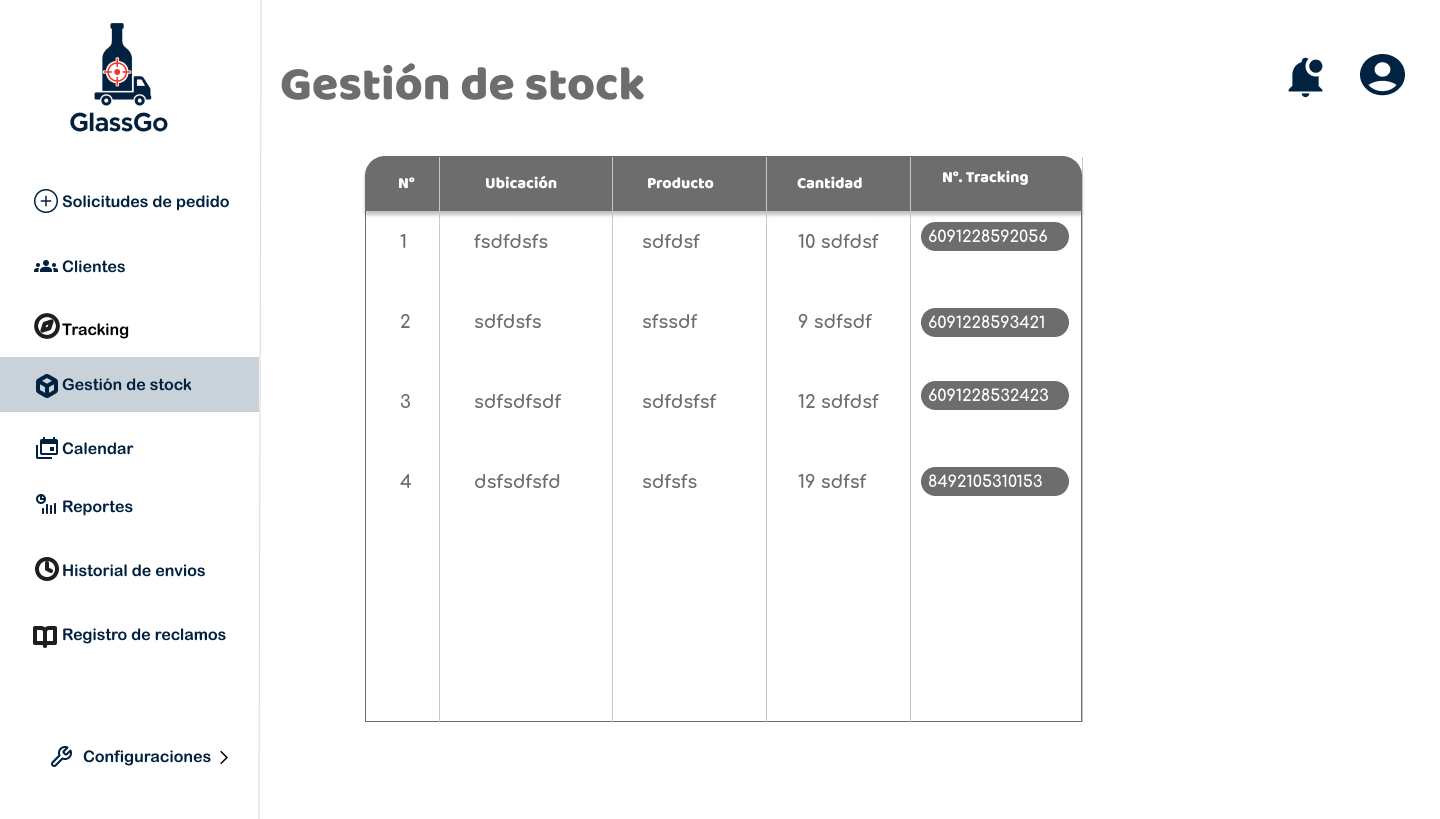 GlassGo
Gestión de stock
Solicitudes de pedido
Clientes
Tracking
Gestión de stock
Calendar
Reportes
Historial de envios
Registro de reclamos
Configuraciones
N° Ubicación Producto Cantidad N°. Tracking
1 fsdfdsfs sdfdsf 10 sdfdsf 6091228592056
2 sdfdsfs sfssdf 9 sdfsdf 6091228593421
3 sdfsdfsdf sdfdsfsf 12 sdfdsf 6091228532423
4 dsfsdfsfd sdfsfs 19 sdfsf 8492105310153